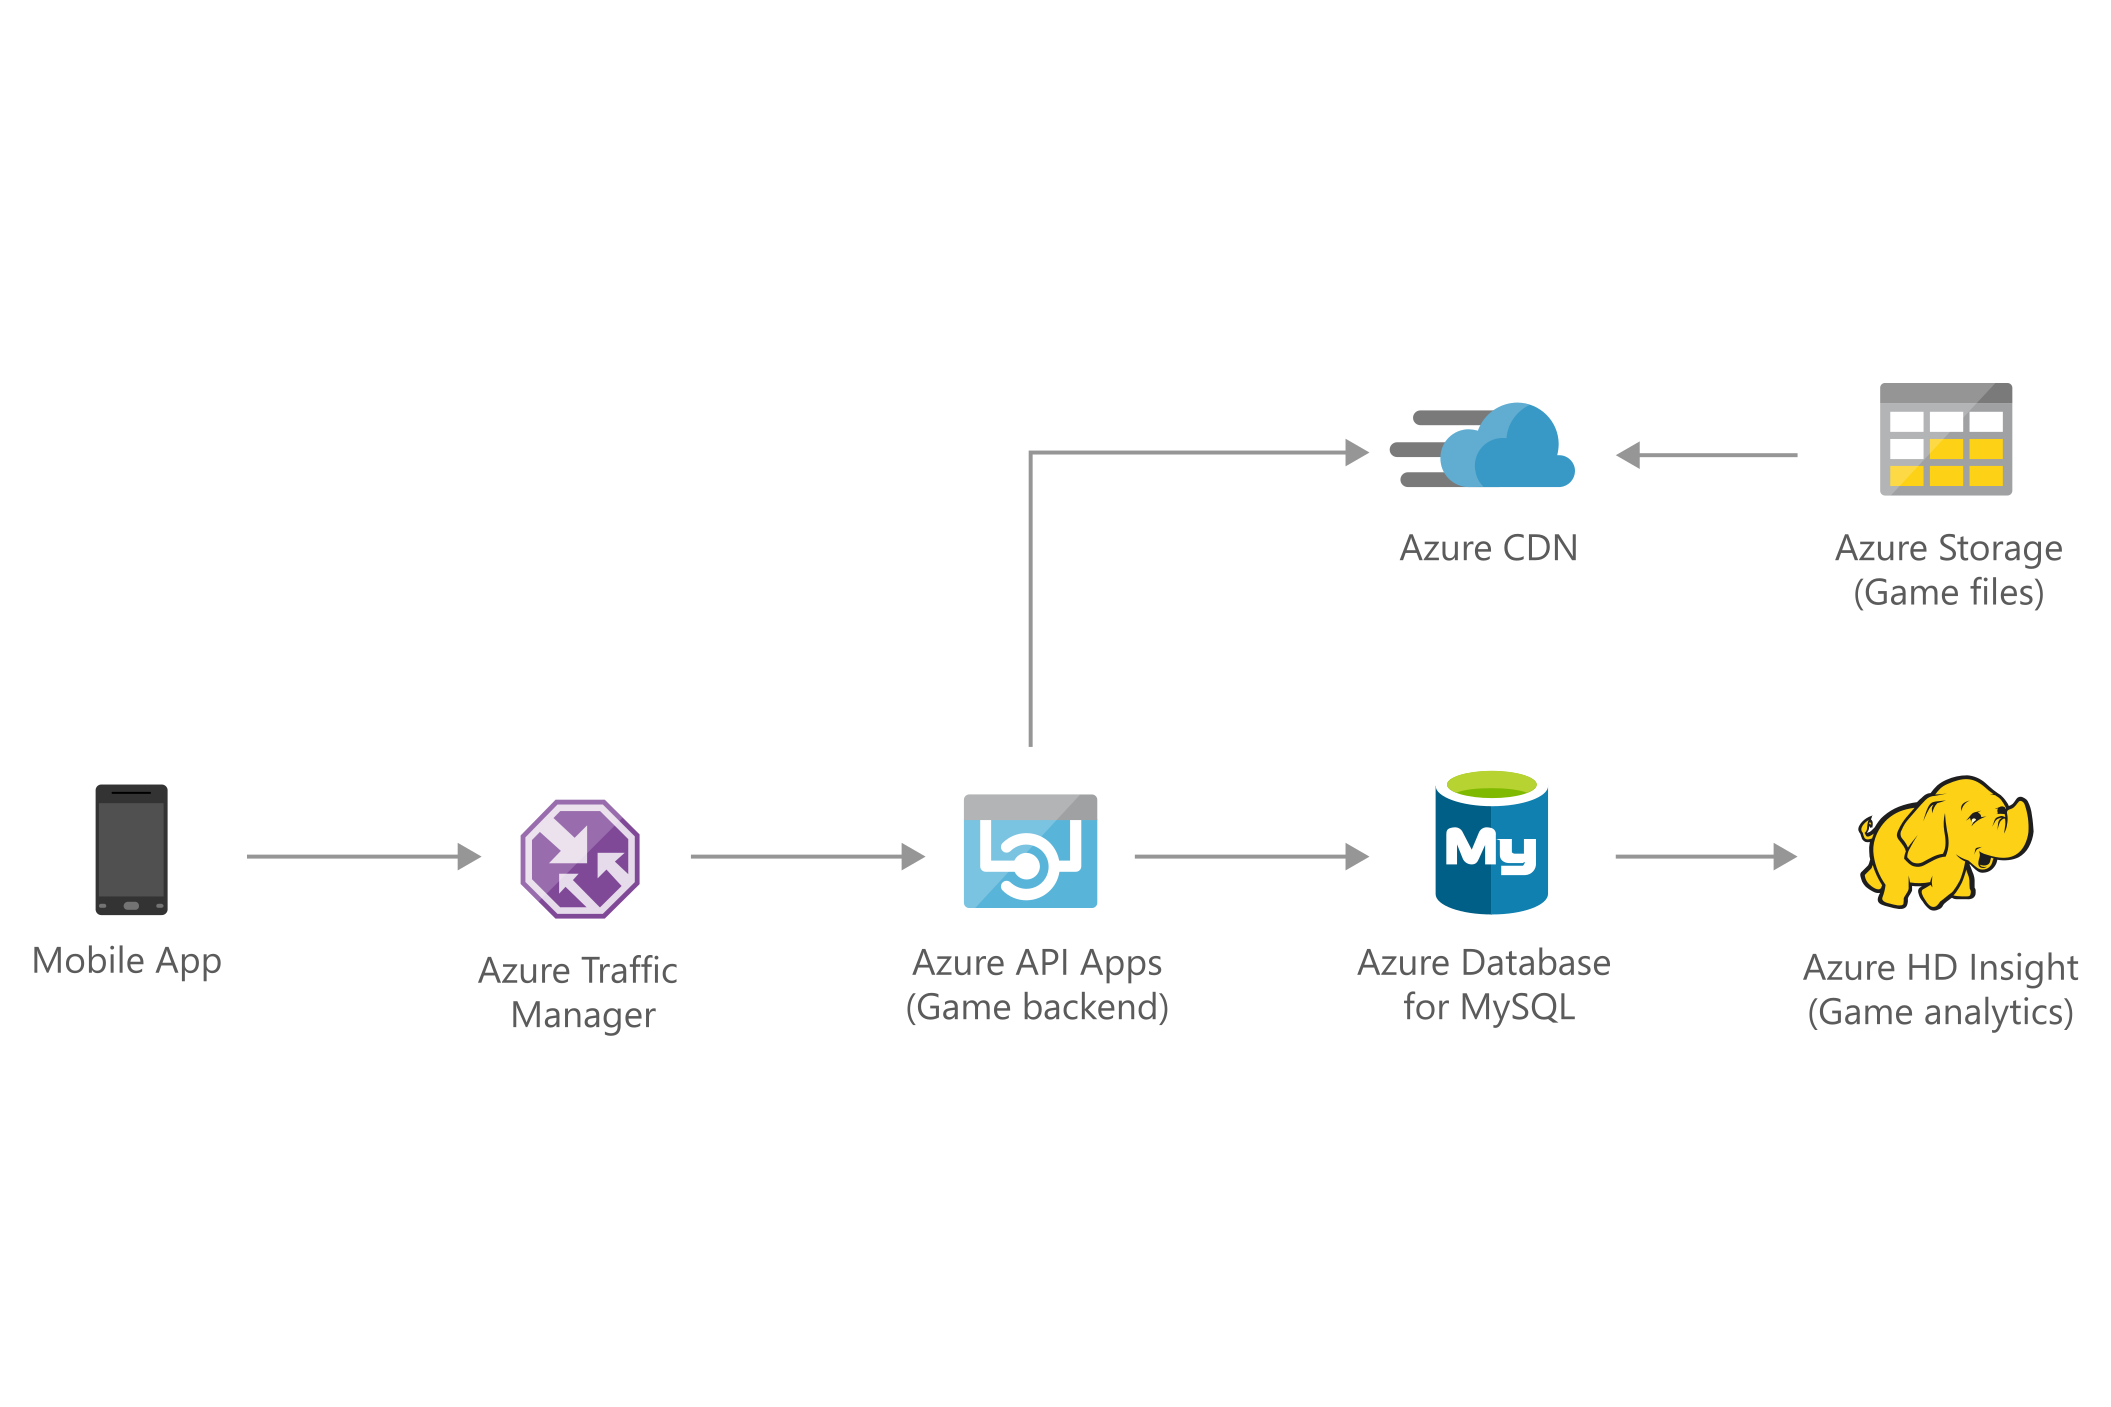 Azure CDN
Azure Storage
(Game files)
My
Mobile App
Azure Traffic
Manager
Azure API Apps
(Game backend)
Azure Database
for MySQL
Azure HD Insight
(Game analytics)